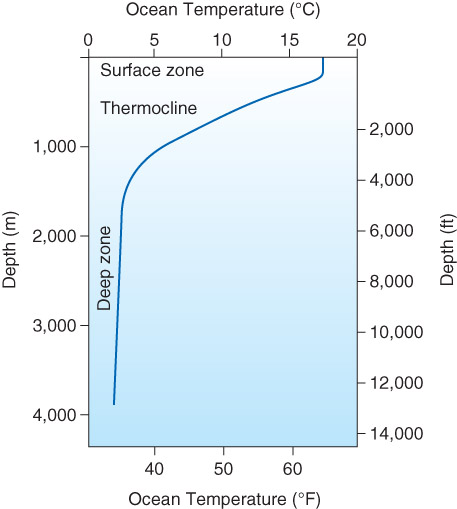 Ocean Temperature (°C)
0 5 10 15 20
Surface zone
Thermocline
2,000
1,000
4,000
6,000
2,000
Depth (m)
Deep zone
Depth (ft)
8,000
3,000
10,000
12,000
4,000
14,000
40 50 60
Ocean Temperature (°F)